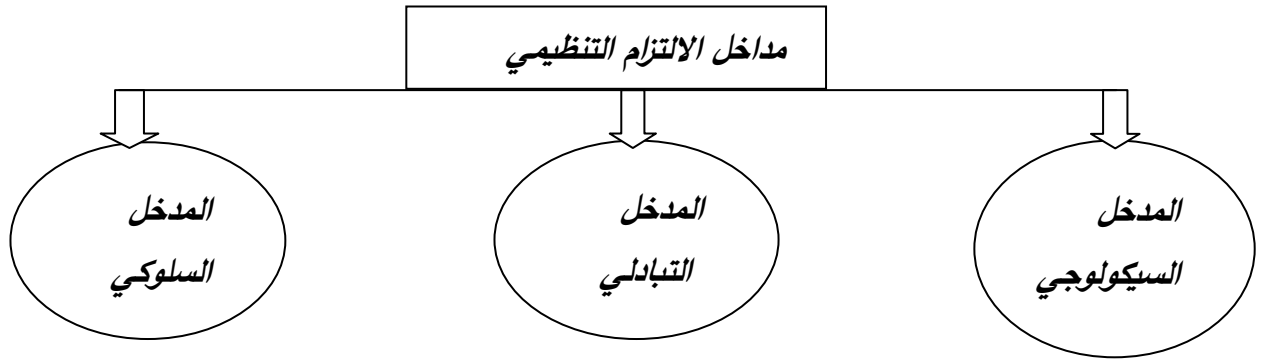 مداخل الالتزام التنظيمي
المدخل
السيكولوجي
المدخل
التبادلي
المدخل
السلوكي